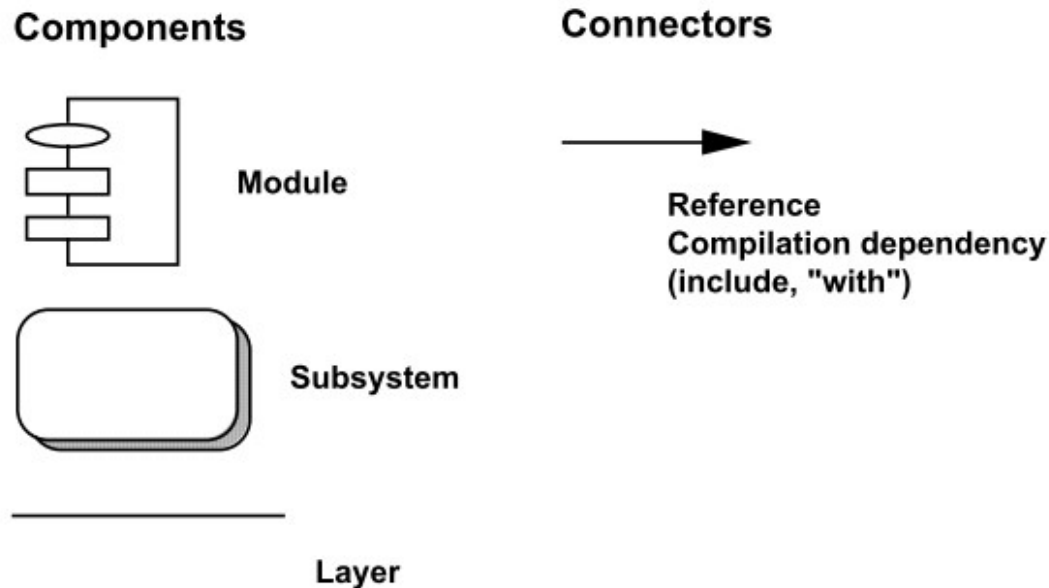 Components
Connectors
Module
Reference
Compilation dependency
(include, "with")
Subsystem
Layer